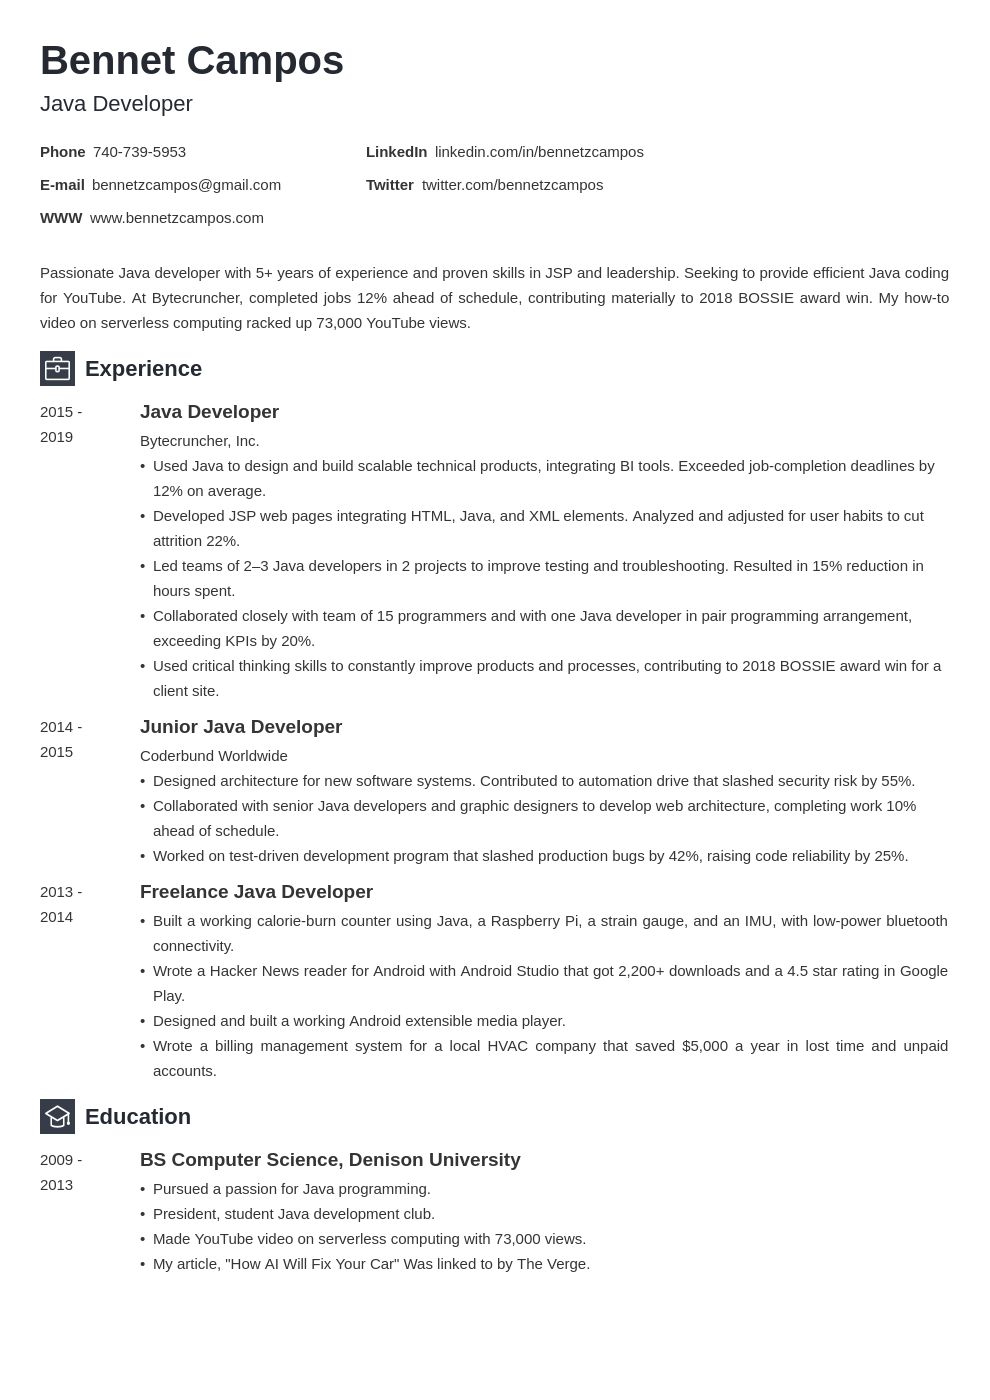 Bennet Campos
Java Developer
Phone 740-739-5953
LinkedIn linkedin.com/in/bennetzcampos
E-mail bennetzcampos@gmail.com
Twitter twitter.com/bennetzcampos
WWW www.bennetzcampos.com
Passionate Java developer with 5+ years of experience and proven skills in JSP and leadership. Seeking to provide efficient Java coding
for YouTube. At Bytecruncher, completed jobs 12% ahead of schedule, contributing materially to 2018 BOSSIE award win. My how-to
video on serverless computing racked up 73,000 YouTube views.
Experience
2015 -
2019
Java Developer
Bytecruncher, Inc.
• Used Java to design and build scalable technical products, integrating BI tools. Exceeded job-completion deadlines by
12% on average.
• Developed JSP web pages integrating HTML, Java, and XML elements. Analyzed and adjusted for user habits to cut
attrition 22%.
• Led teams of 2–3 Java developers in 2 projects to improve testing and troubleshooting. Resulted in 15% reduction in
hours spent.
• Collaborated closely with team of 15 programmers and with one Java developer in pair programming arrangement,
exceeding KPIs by 20%.
• Used critical thinking skills to constantly improve products and processes, contributing to 2018 BOSSIE award win for a
client site.
2014 -
2015
Junior Java Developer
Coderbund Worldwide
• Designed architecture for new software systems. Contributed to automation drive that slashed security risk by 55%.
• Collaborated with senior Java developers and graphic designers to develop web architecture, completing work 10%
ahead of schedule.
• Worked on test-driven development program that slashed production bugs by 42%, raising code reliability by 25%.
2013 -
2014
Freelance Java Developer
• Built a working calorie-burn counter using Java, a Raspberry Pi, a strain gauge, and an IMU, with low-power bluetooth
connectivity.
• Wrote a Hacker News reader for Android with Android Studio that got 2,200+ downloads and a 4.5 star rating in Google
Play.
• Designed and built a working Android extensible media player.
• Wrote a billing management system for a local HVAC company that saved $5,000 a year in lost time and unpaid
accounts.
Education
2009 -
2013
BS Computer Science, Denison University
• Pursued a passion for Java programming.
• President, student Java development club.
• Made YouTube video on serverless computing with 73,000 views.
• My article, "How AI Will Fix Your Car" Was linked to by The Verge.